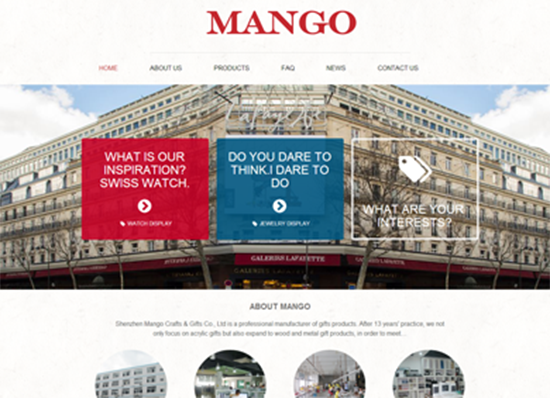 MANGO
HOME ABOUT US PRODUCTS FAQ NEWS CONTACT US
Lafayette
WHAT IS OUR
INSPIRATION?
SWISS WATCH.
WATCH DISPLAY
DO YOU DARE TO
THINK.I DARE TO
DO
JEWELRY DISPLAY
WHAT ARE YOUR
INTERESTS?
GALERIES LAFAYETTE
GALERIES LAFAYETTE
ABOUT MANGO
Shenzhen Mango Crafts & Gifts Co., Ltd is a professional manufacturer of gifts products. After 13 years' practice, we not
only focus on acrylic gifts but also expand to wood and metal gift products, in order to meet...